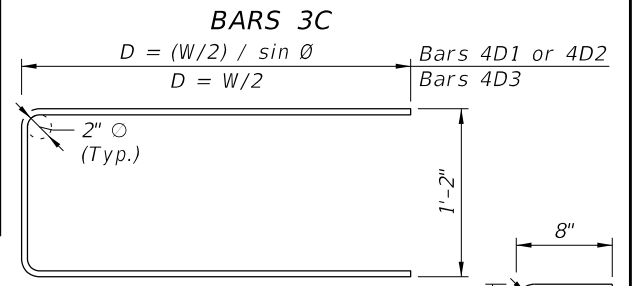 BARS 3C
D = (W/2) / sin Ø
Bars 4D1 or 4D2
D = W/2
Bars 4D3
2" ∅
(Typ.)
1'-2"
8"